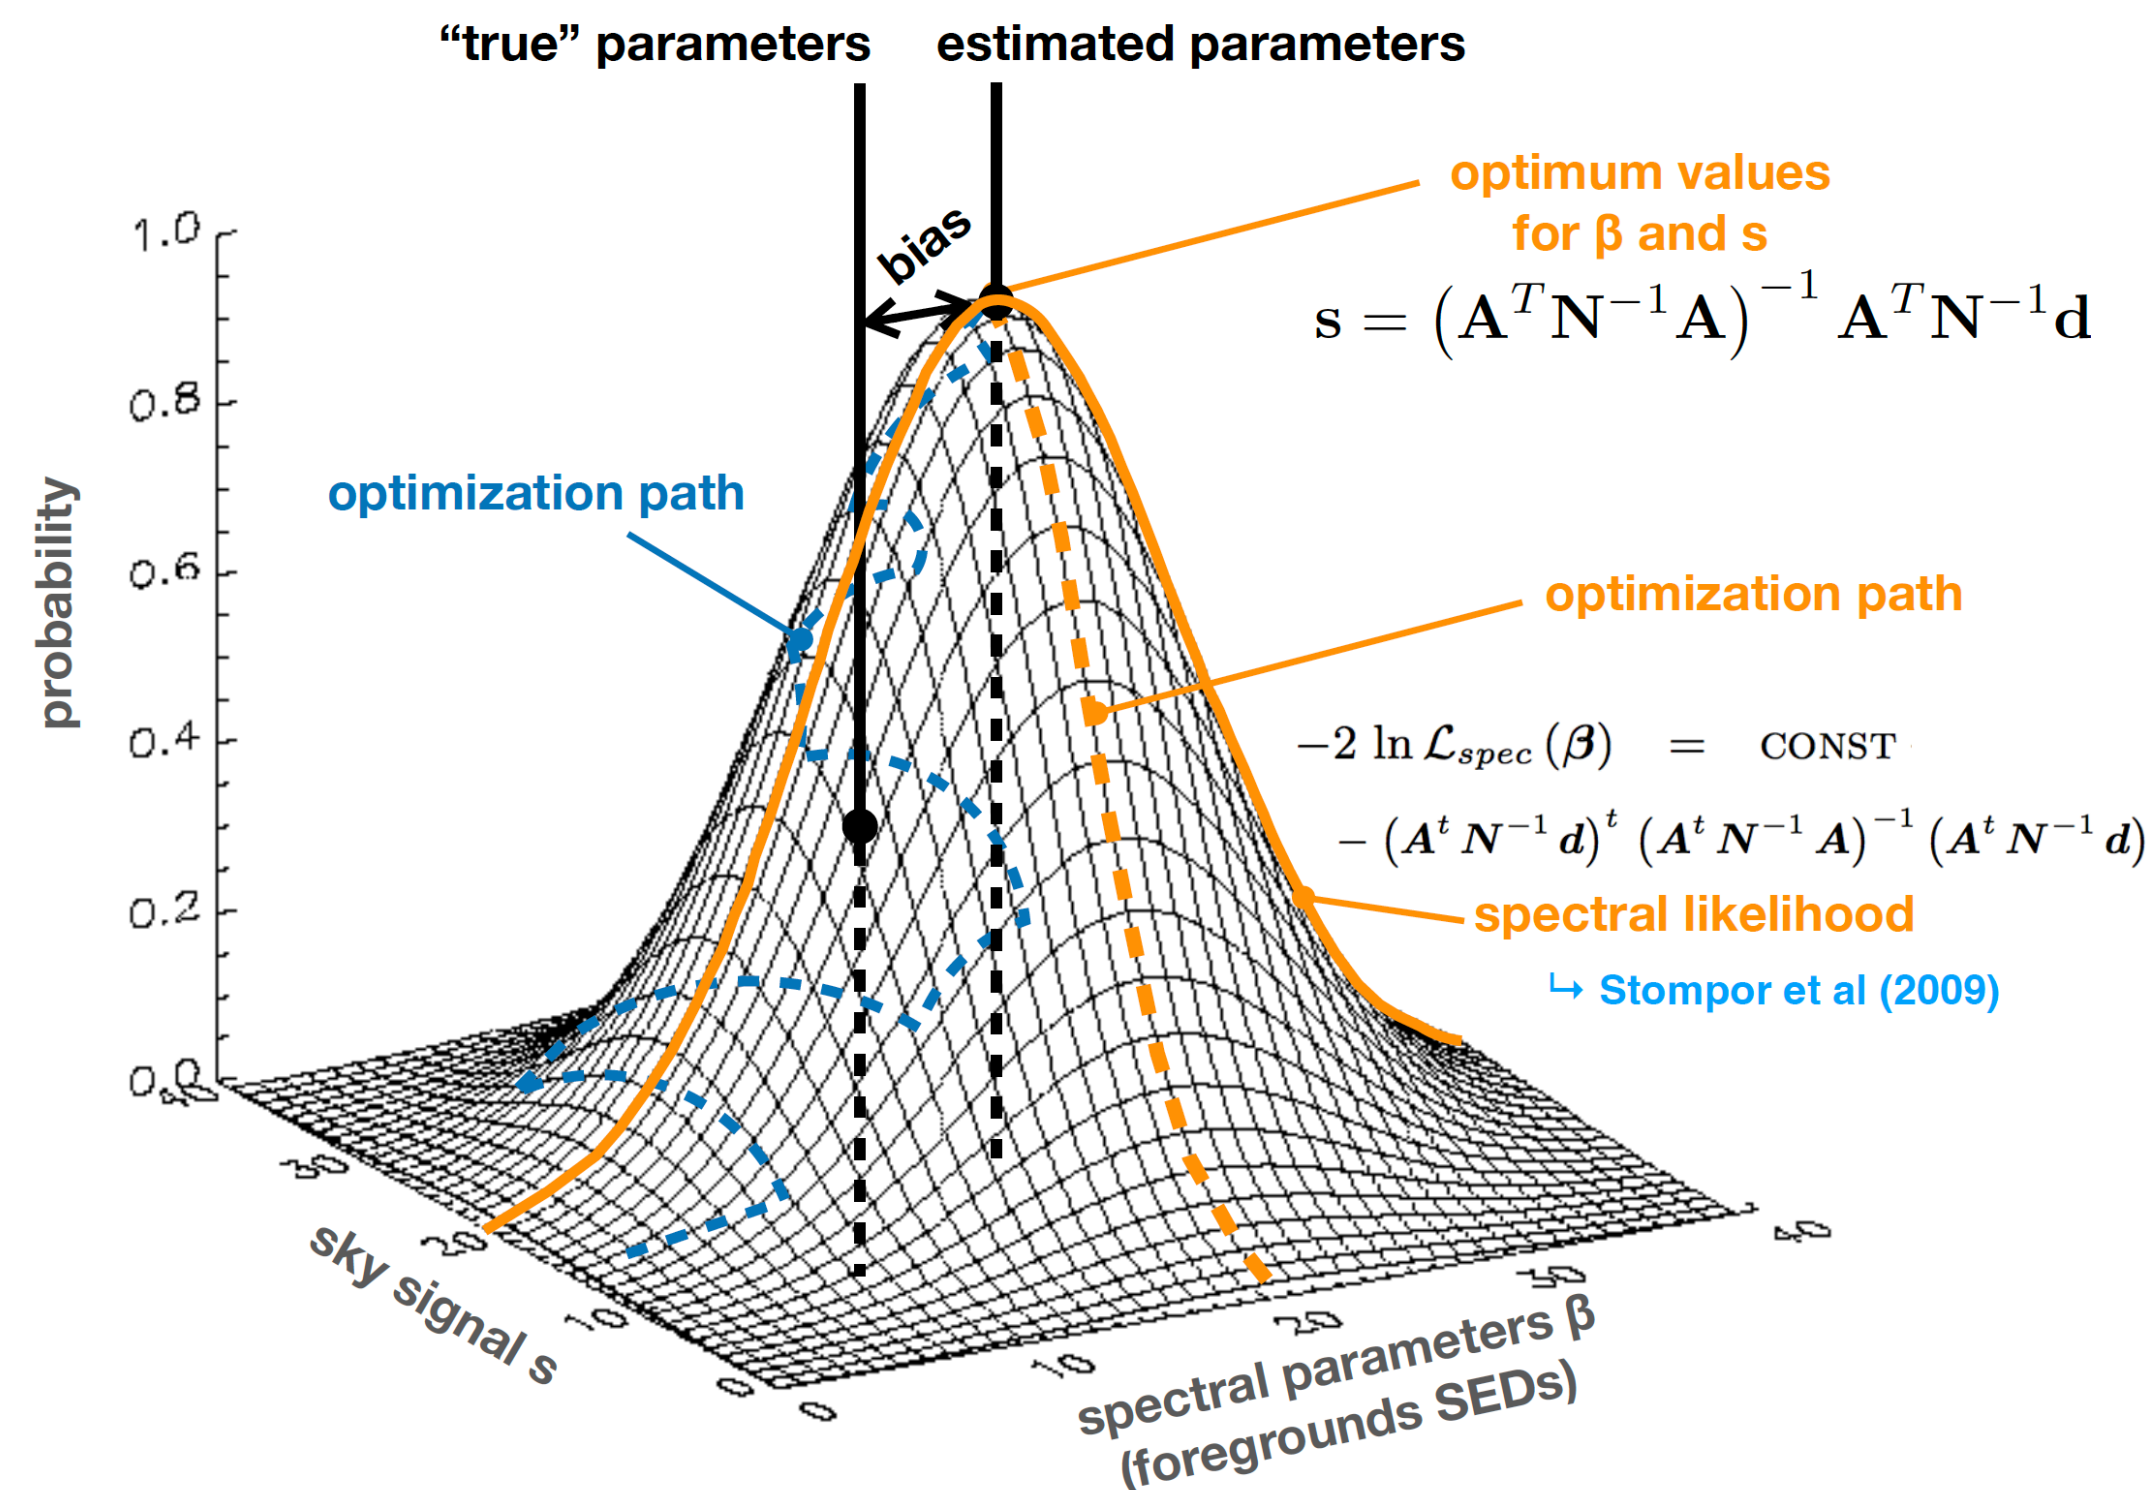 “true” parameters
estimated parameters
optimum values
for β and s
s = (A^T N^{-1} A)^{-1} A^T N^{-1} d
bias
1.0
0.8
0.6
0.4
0.2
0.0
probability
optimization path
optimization path
-2 ln ℒ_{spec} (β) = CONST
- (A^t N^{-1} d)^t (A^t N^{-1} A)^{-1} (A^t N^{-1} d)
spectral likelihood
↳ Stompor et al (2009)
40
30
20
10
0
sky signal s
0
10
20
30
40
spectral parameters β
(foregrounds SEDs)